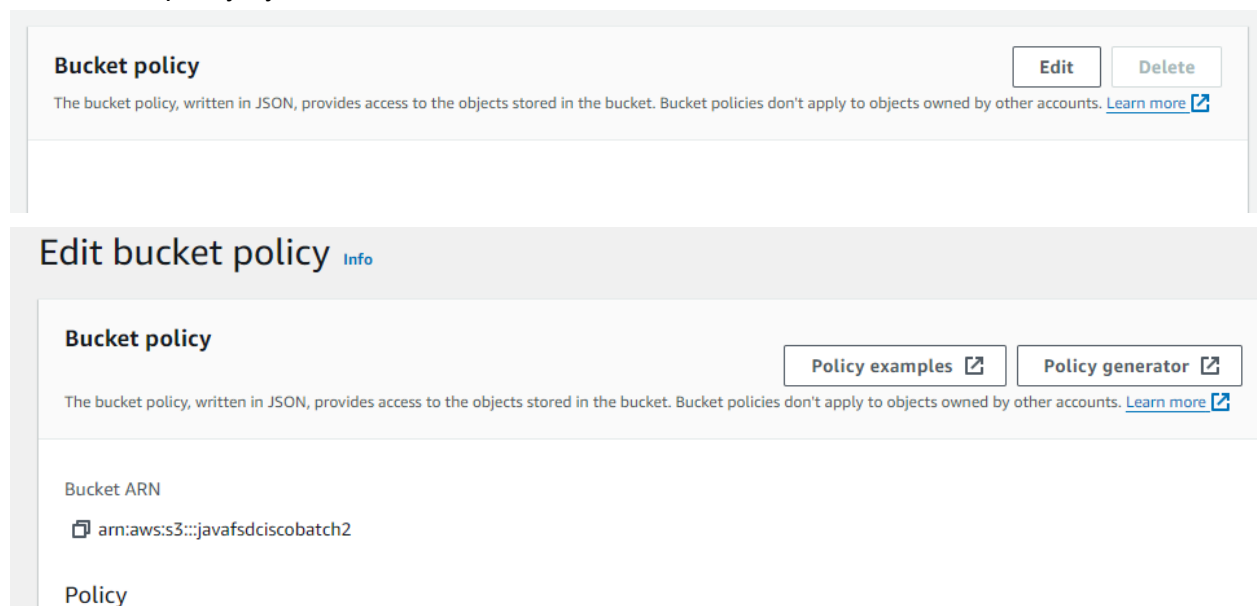 Bucket policy
Edit
Delete
The bucket policy, written in JSON, provides access to the objects stored in the bucket. Bucket policies don't apply to objects owned by other accounts. Learn more
Edit bucket policy Info
Bucket policy
Policy examples
Policy generator
The bucket policy, written in JSON, provides access to the objects stored in the bucket. Bucket policies don't apply to objects owned by other accounts. Learn more
Bucket ARN
arn:aws:s3:::javafsdciscobatch2
Policy